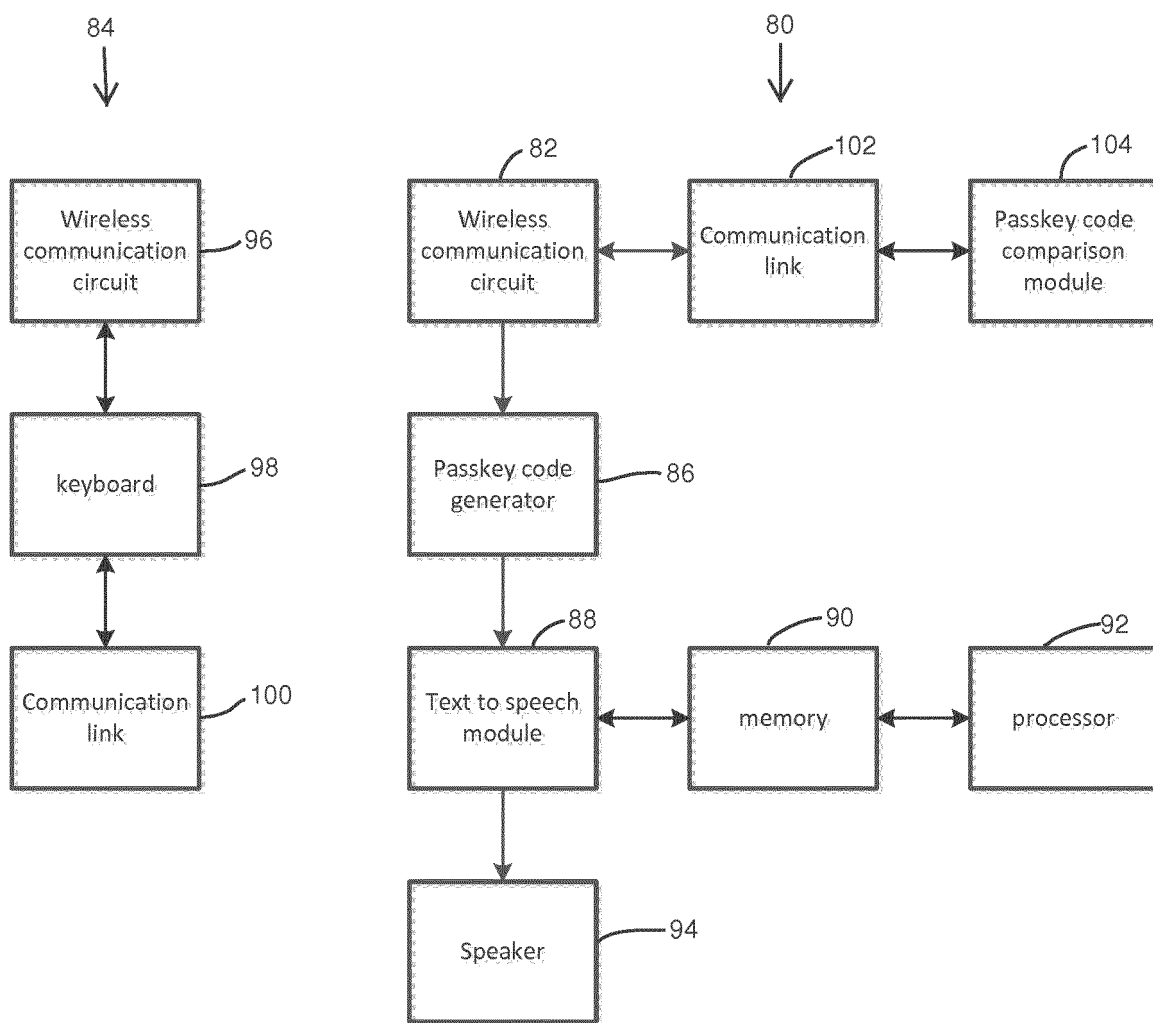 84
80
82
102
104
Wireless
communication
circuit
96
Wireless
communication
circuit
Communication
link
Passkey code
comparison
module
keyboard
98
Passkey code
generator
86
88
90
92
Communication
link
100
Text to speech
module
memory
processor
Speaker
94